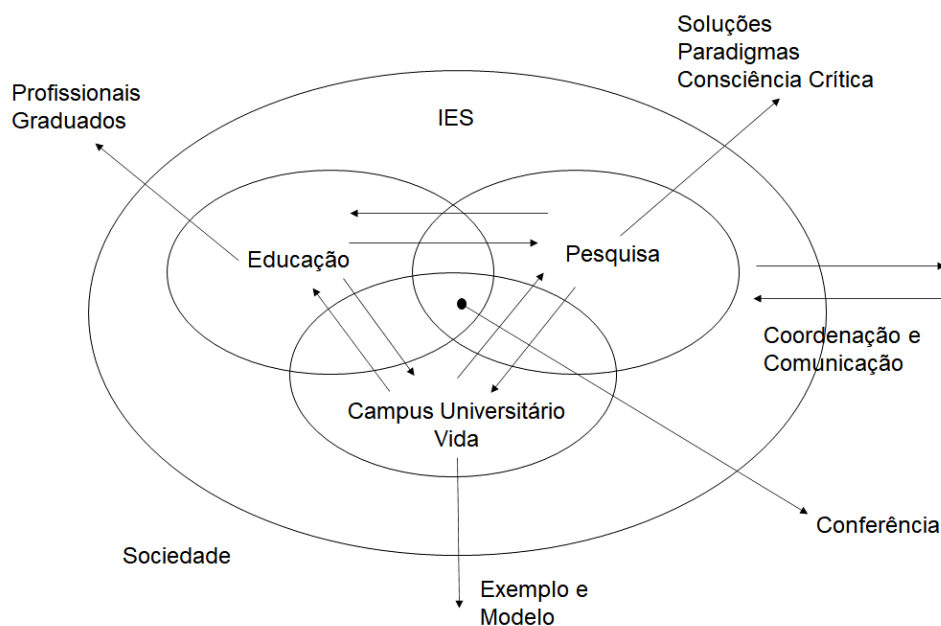 Soluções
Paradigmas
Consciência Crítica
Profissionais
Graduados
IES
Educação
Pesquisa
Coordenação e
Comunicação
Campus Universitário
Vida
Conferência
Sociedade
Exemplo e
Modelo